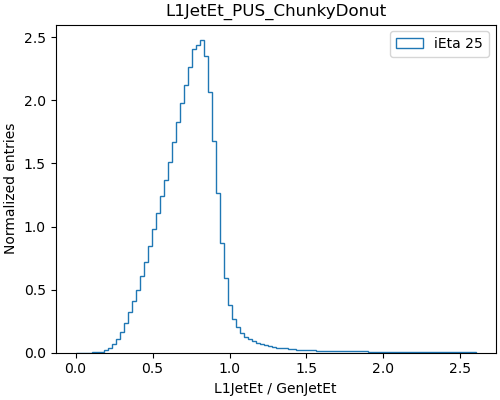 L1JetEt_PUS_ChunkyDonut
iEta 25
Normalized entries
2.5
2.0
1.5
1.0
0.5
0.0
0.0 0.5 1.0 1.5 2.0 2.5
L1JetEt / GenJetEt